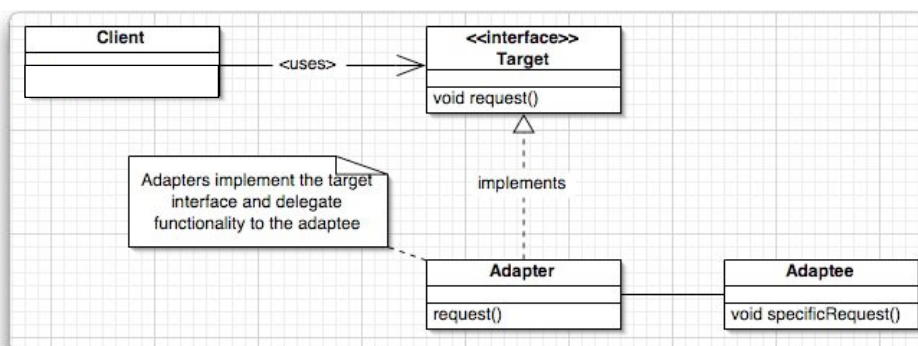 Client
<<interface>>
Target
<uses>
void request()
Adapters implement the target
interface and delegate
functionality to the adaptee
implements
Adapter
request()
Adaptee
void specificRequest()